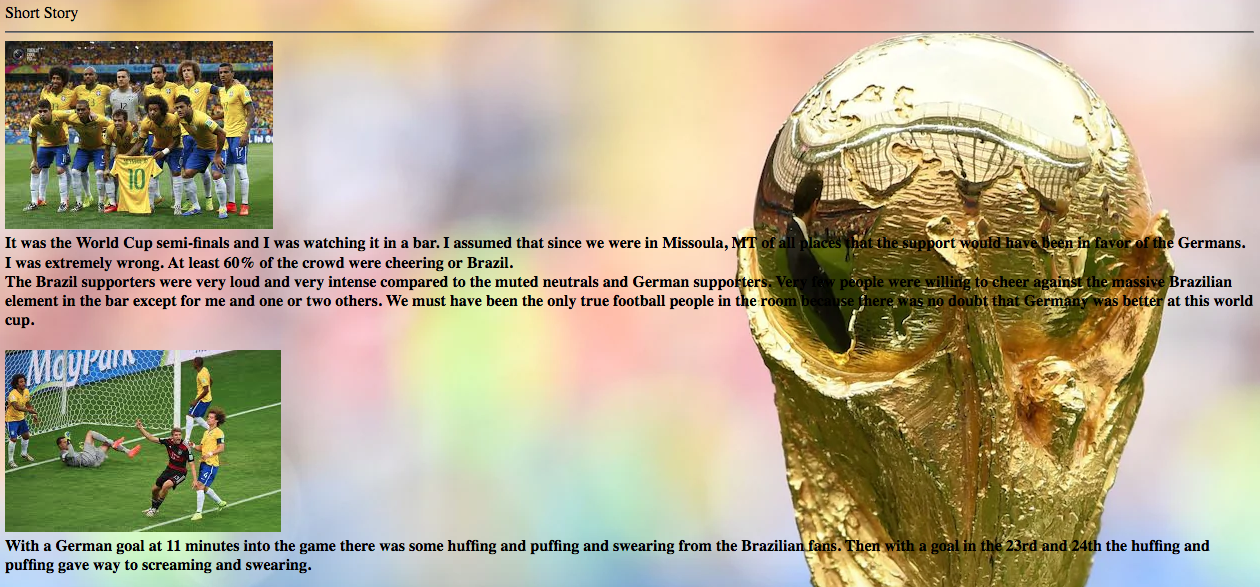 Short Story
10
It was the World Cup semi-finals and I was watching it in a bar. I assumed that since we were in Missoula, MT of all places that the support would have been in favor of the Germans.
I was extremely wrong. At least 60% of the crowd were cheering or Brazil.
The Brazil supporters were very loud and very intense compared to the muted neutrals and German supporters. Very few people were willing to cheer against the massive Brazilian
element in the bar except for me and one or two others. We must have been the only true football people in the room because there was no doubt that Germany was better at this world
cup.
MoyPark
With a German goal at 11 minutes into the game there was some huffing and puffing and swearing from the Brazilian fans. Then with a goal in the 23rd and 24th the huffing and
puffing gave way to screaming and swearing.